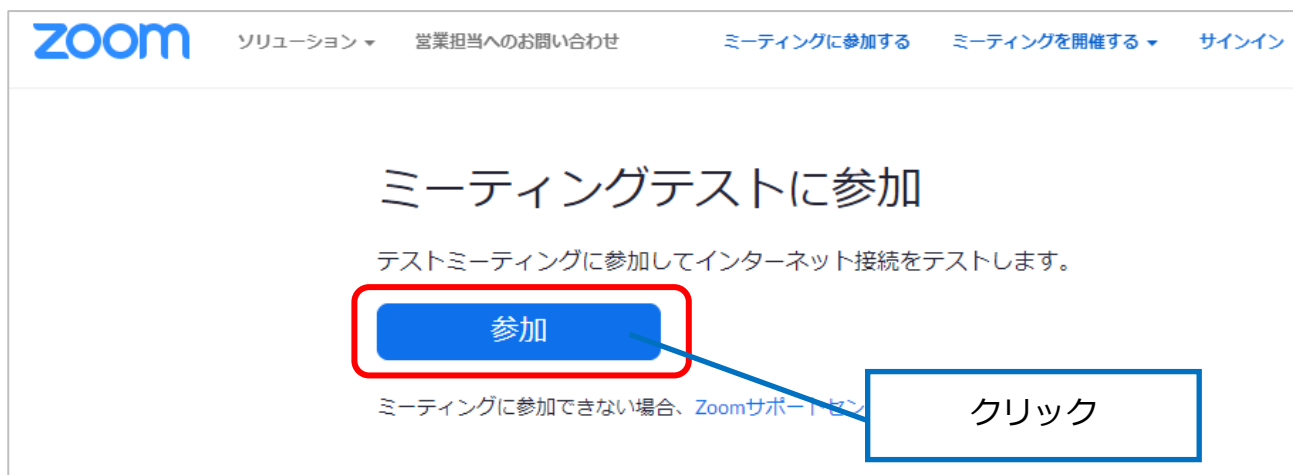 zoom ソリューション 営業担当へのお問い合わせ ミーティングに参加する ミーティングを開催する サインイン
ミーティングテストに参加
テストミーティングに参加してインターネット接続をテストします。
参加
ミーティングに参加できない場合、Zoomサポートセン
クリック